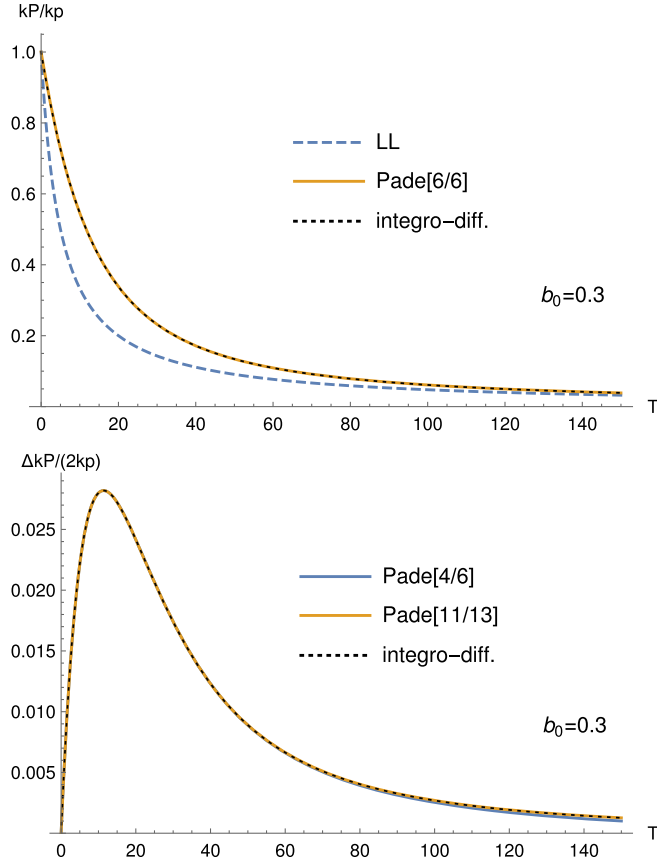 kP/kp
1.0
0.8
0.6
0.4
0.2
LL
Pade[6/6]
integro−diff.
b₀=0.3
0 20 40 60 80 100 120 140 T
ΔkP/(2kp)
0.025
0.020
0.015
0.010
0.005
Pade[4/6]
Pade[11/13]
integro−diff.
b₀=0.3
0 20 40 60 80 100 120 140 T